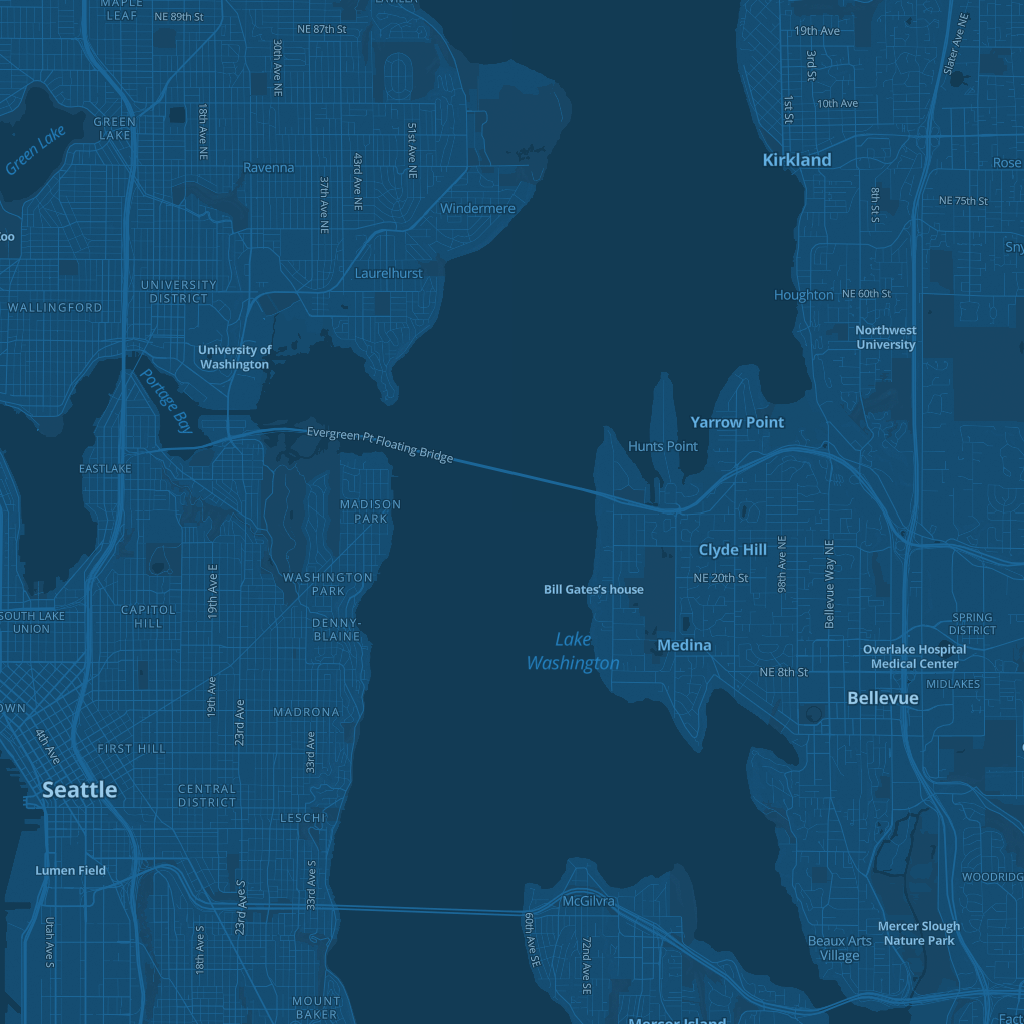 MAPLE
LEAF
NE 89th St
NE 87th St
19th Ave
3rd St
Slater Ave NE
30th Ave NE
10th Ave
1st St
GREEN
LAKE
Green Lake
18th Ave NE
51st Ave NE
43rd Ave NE
37th Ave NE
Ravenna
Kirkland
Rose
8th St S
NE 75th St
Windermere
Zoo
Sny
Laurelhurst
UNIVERSITY
DISTRICT
WALLINGFORD
Houghton
NE 60th St
University of
Washington
Northwest
University
Portage Bay
Evergreen Pt Floating Bridge
Yarrow Point
Hunts Point
EASTLAKE
MADISON
PARK
Clyde Hill
98th Ave NE
Bellevue Way NE
NE 20th St
WASHINGTON
PARK
19th Ave E
Bill Gates's house
CAPITOL
HILL
SOUTH LAKE
UNION
DENNY-
BLAINE
SPRING
DISTRICT
Lake
Washington
Medina
Overlake Hospital
Medical Center
NE 8th St
MIDLAKES
Bellevue
19th Ave
23rd Ave
MADRONA
33rd Ave
OWN
4th Ave
FIRST HILL
Seattle
CENTRAL
DISTRICT
LESCHI
Lumen Field
33rd Ave S
23rd Ave S
WOODRIDG
McGilvra
60th Ave SE
72nd Ave SE
Utah Ave S
18th Ave S
Mercer Slough
Nature Park
Beaux Arts
Village
MOUNT
BAKER
Mercer Island
Fact